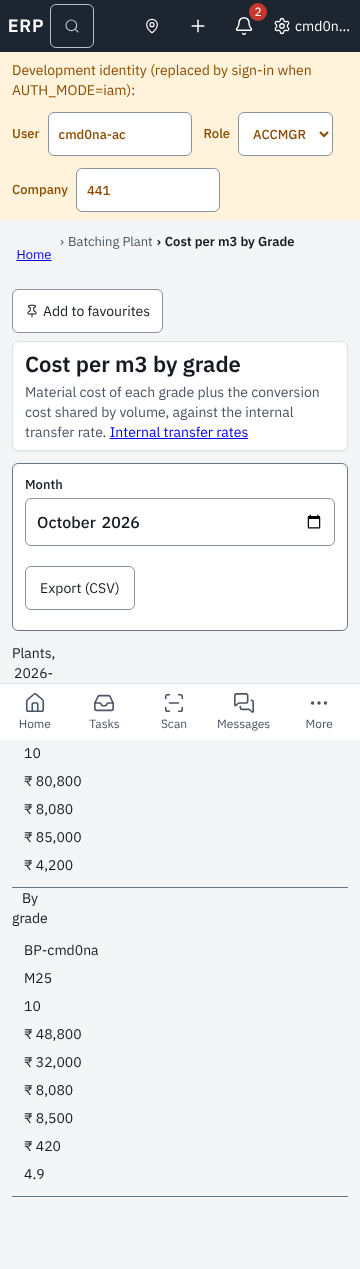 ERP
2
cmd0n...
Development identity (replaced by sign-in when
AUTH_MODE=iam):
User cmd0na-ac Role ACCMGR
Company 441
Home › Batching Plant › Cost per m3 by Grade
Add to favourites
Cost per m3 by grade
Material cost of each grade plus the conversion
cost shared by volume, against the internal
transfer rate. Internal transfer rates
Month
October 2026
Export (CSV)
Plants,
2026-
Home Tasks Scan Messages More
10
₹ 80,800
₹ 8,080
₹ 85,000
₹ 4,200
By
grade
BP-cmd0na
M25
10
₹ 48,800
₹ 32,000
₹ 8,080
₹ 8,500
₹ 420
4.9